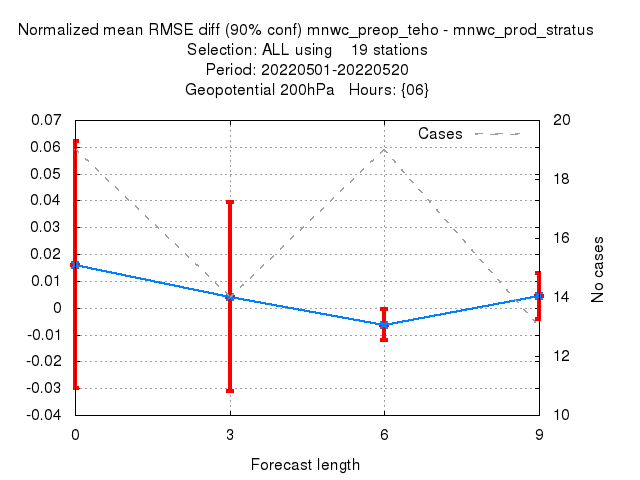 Normalized mean RMSE diff (90% conf) mnwc_preop_teho - mnwc_prod_stratus
Selection: ALL using    19 stations
Period: 20220501-20220520
Geopotential 200hPa   Hours: {06}
Cases
0.07
0.06
0.05
0.04
0.03
0.02
0.01
0
-0.01
-0.02
-0.03
-0.04
20
18
16
14
12
10
No cases
0 3 6 9
Forecast length